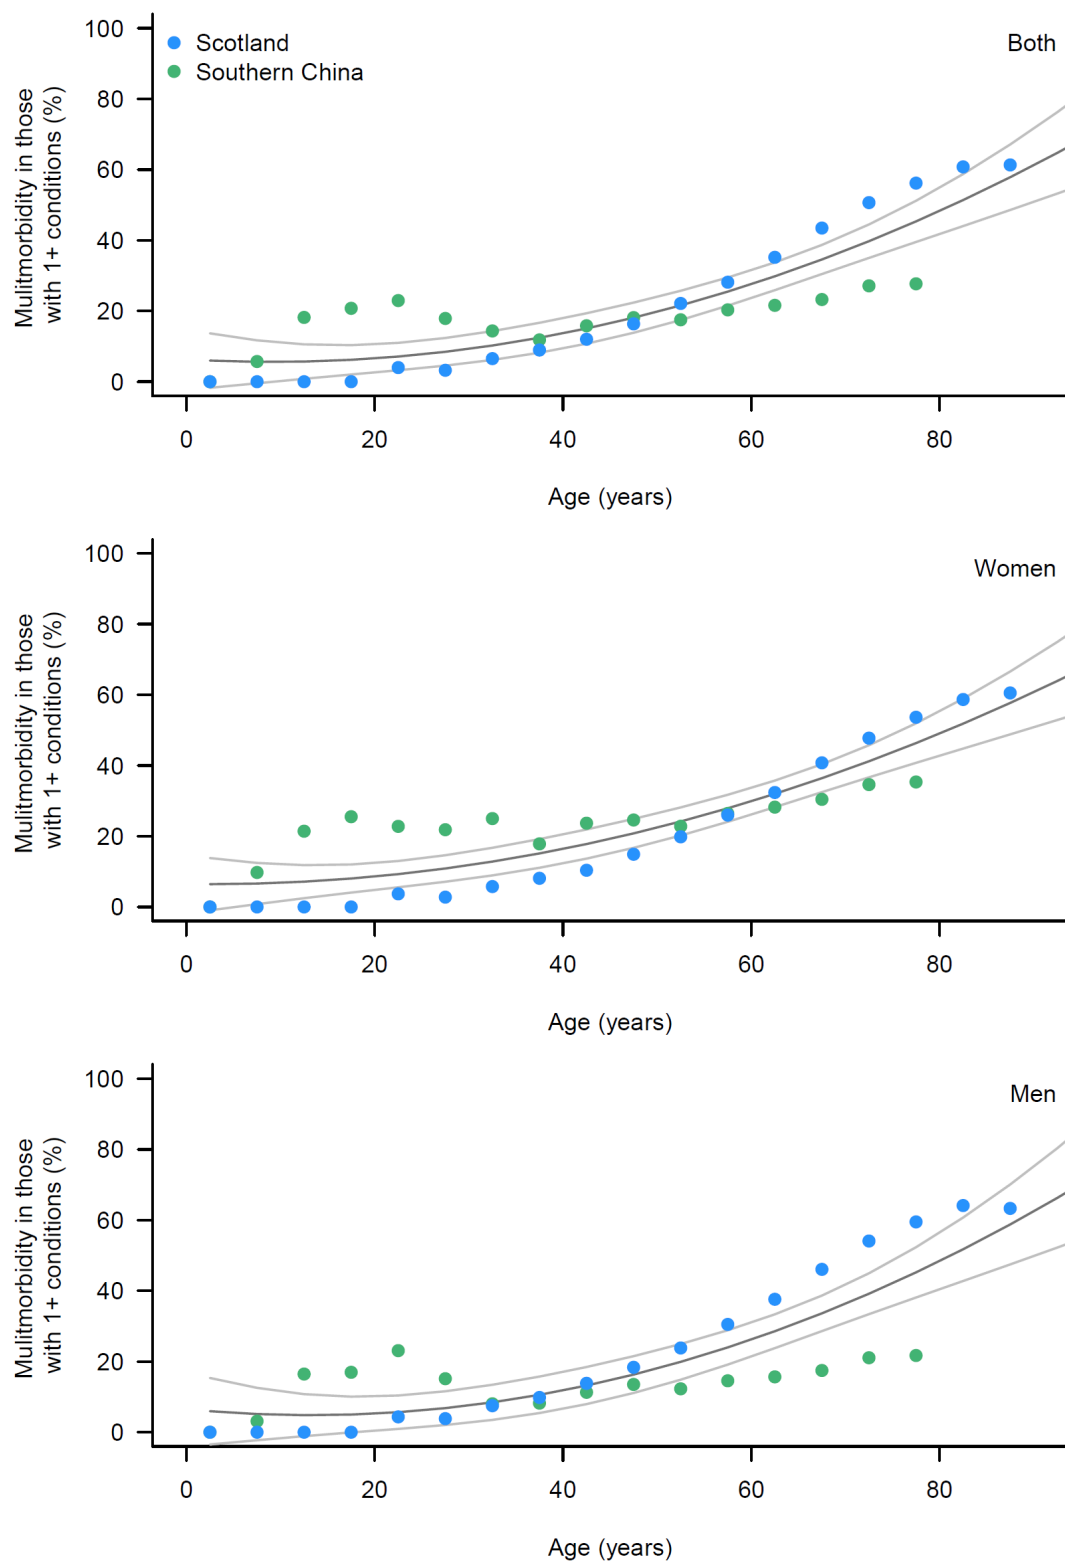 Mulitmorbidity in those
with 1+ conditions (%)
100
80
60
40
20
0
Scotland
Southern China
Both
0 20 40 60 80
Age (years)
Mulitmorbidity in those
with 1+ conditions (%)
100
80
60
40
20
0
Women
0 20 40 60 80
Age (years)
Mulitmorbidity in those
with 1+ conditions (%)
100
80
60
40
20
0
Men
0 20 40 60 80
Age (years)